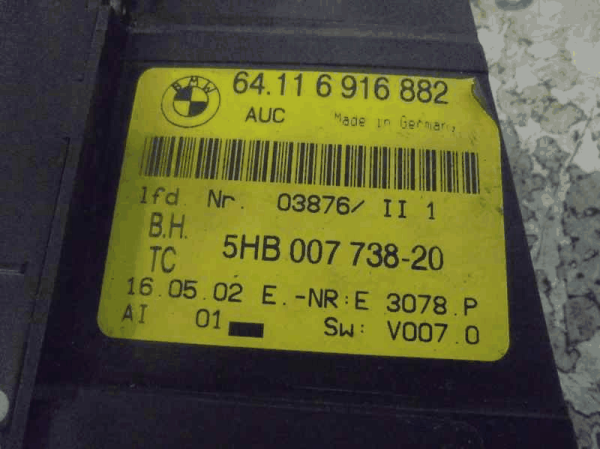 BMW
64.11 6 916 882
AUC Made in Germany
lfd Nr. 03876/ II 1
B.H.
TC 5HB 007 738-20
16.05.02 E.-NR:E 3078.P
AI 01 SW: V007.0